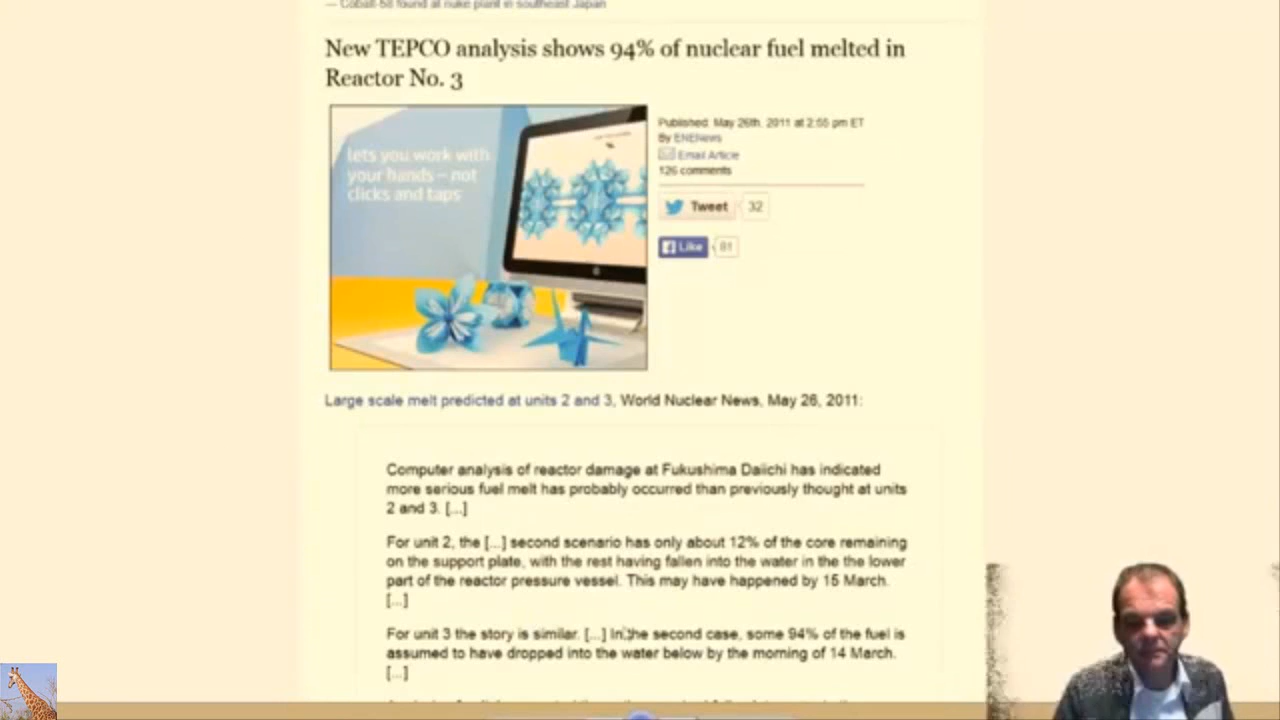 — Cobalt-58 found at nuke plant in southeast Japan
New TEPCO analysis shows 94% of nuclear fuel melted in
Reactor No. 3
lets you work with
your hands – not
clicks and taps
Published: May 26th, 2011 at 2:55 pm ET
By ENENews
Email Article
126 comments
Tweet 32
Like 81
Large scale melt predicted at units 2 and 3, World Nuclear News, May 26, 2011:
Computer analysis of reactor damage at Fukushima Daiichi has indicated
more serious fuel melt has probably occurred than previously thought at units
2 and 3. [...]
For unit 2, the [...] second scenario has only about 12% of the core remaining
on the support plate, with the rest having fallen into the water in the the lower
part of the reactor pressure vessel. This may have happened by 15 March.
[...]
For unit 3 the story is similar. [...] In the second case, some 94% of the fuel is
assumed to have dropped into the water below by the morning of 14 March.
[...]